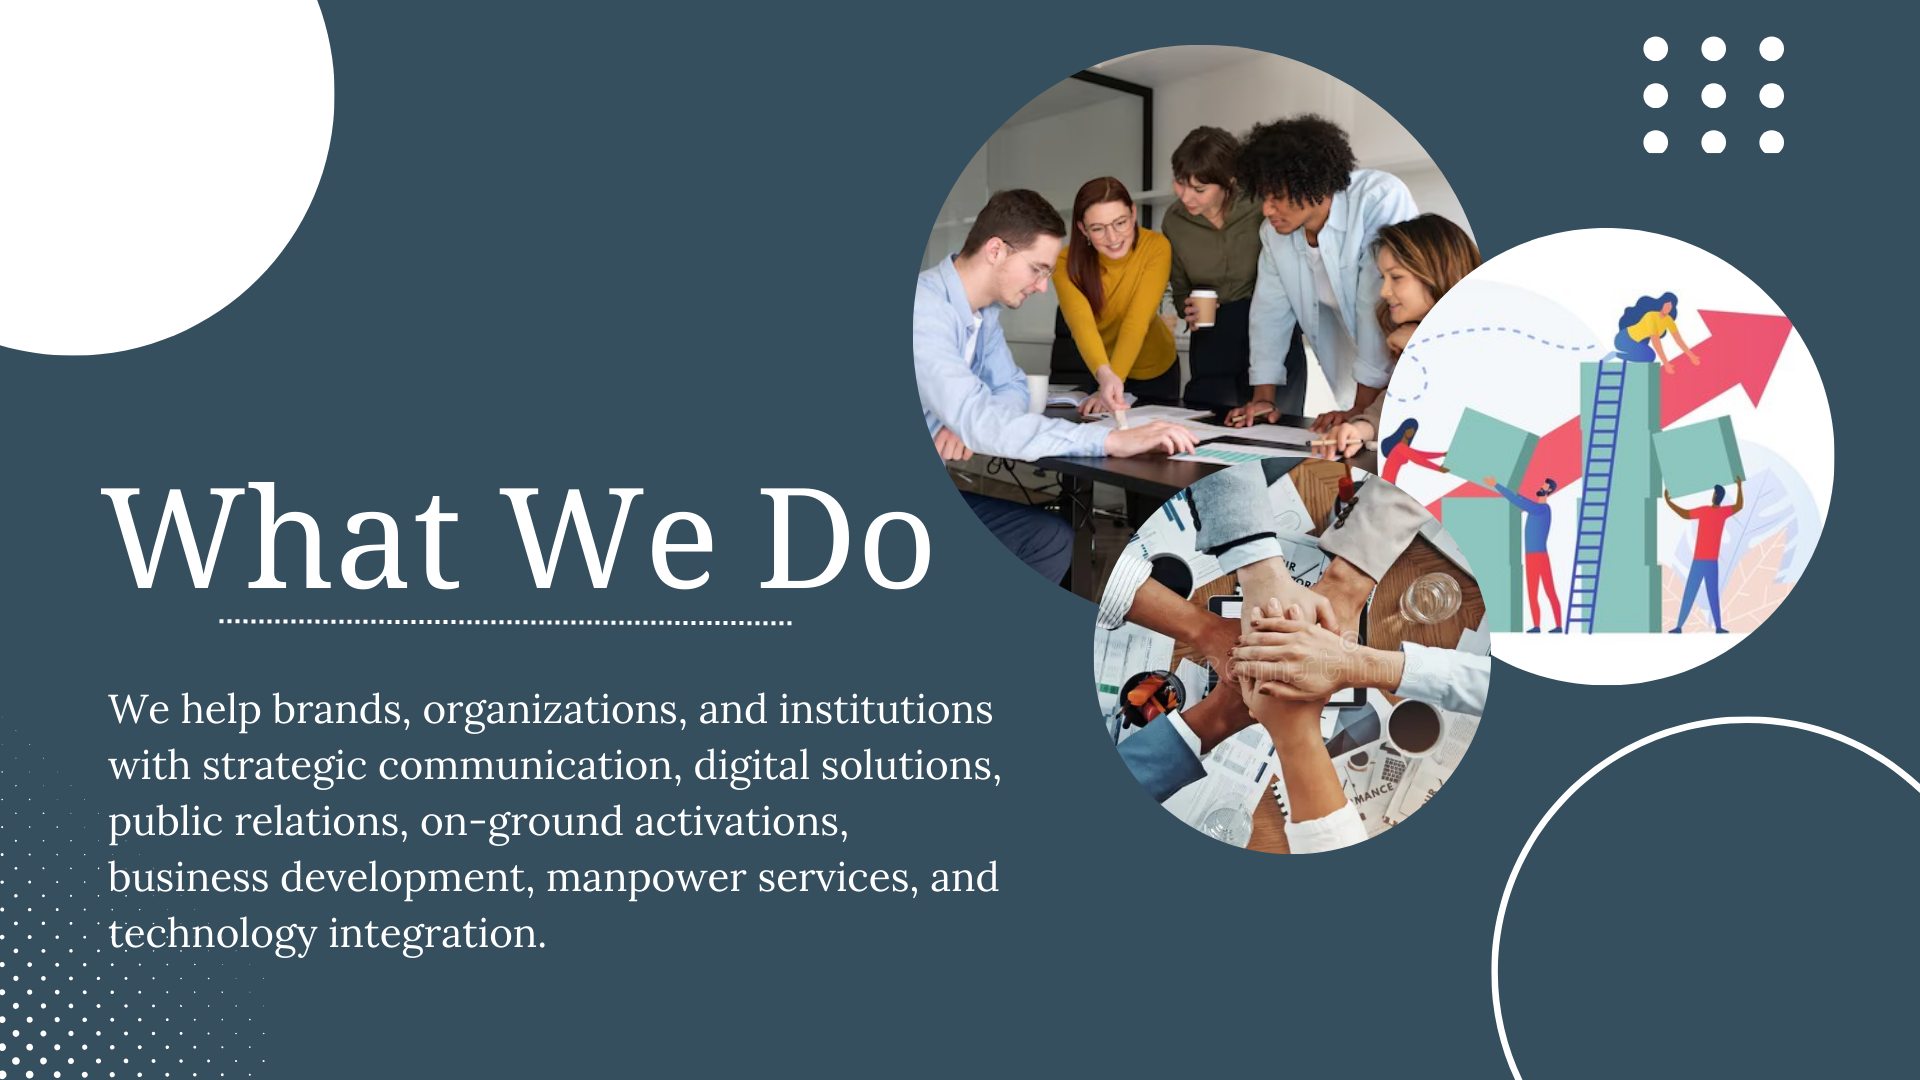 What We Do
We help brands, organizations, and institutions
with strategic communication, digital solutions,
public relations, on-ground activations,
business development, manpower services, and
technology integration.
dreamstime